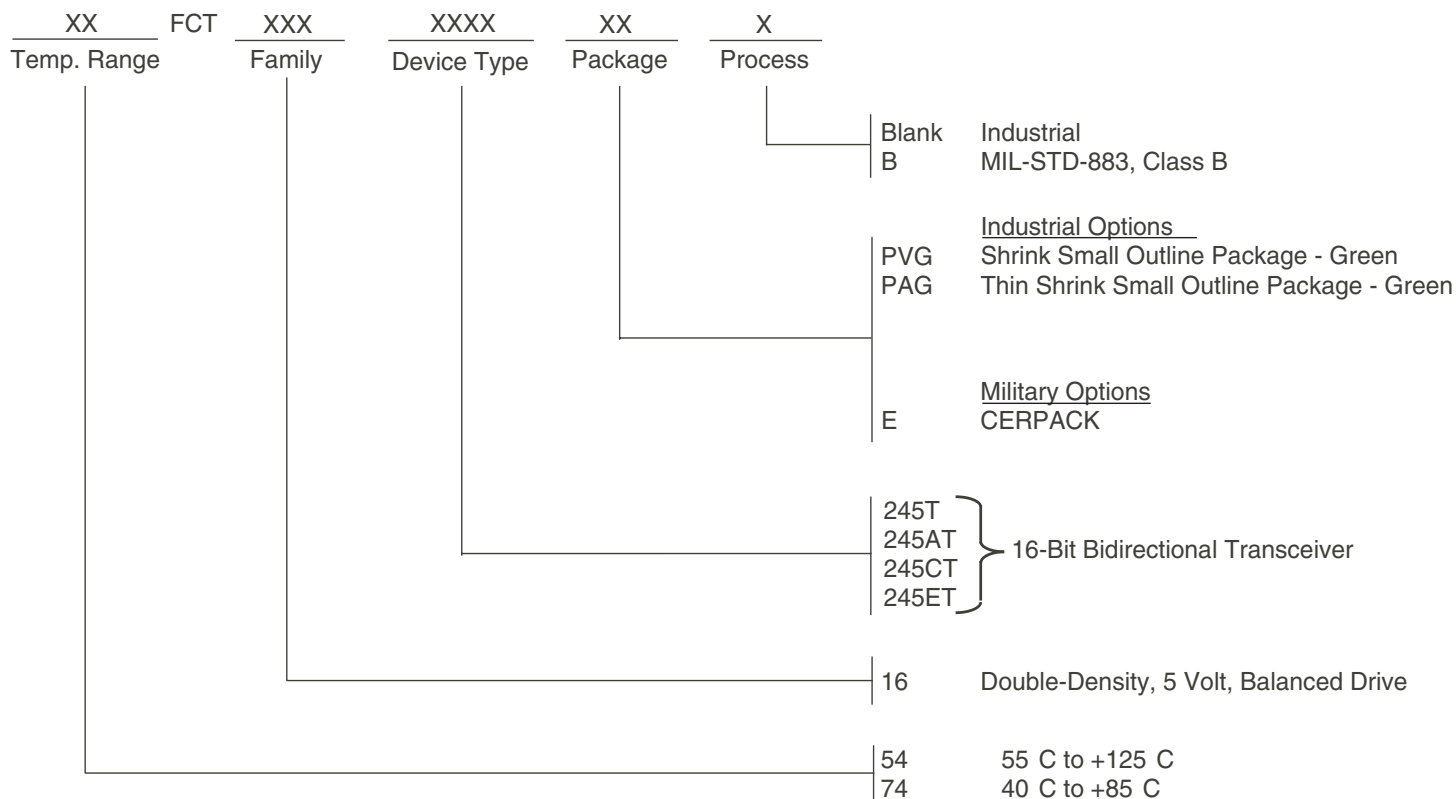 XX FCT XXX XXXX XX X
Temp. Range Family Device Type Package Process
Blank Industrial
B MIL-STD-883, Class B
Industrial Options
PVG Shrink Small Outline Package - Green
PAG Thin Shrink Small Outline Package - Green
Military Options
E CERPACK
245T
245AT
245CT
245ET
16-Bit Bidirectional Transceiver
16 Double-Density, 5 Volt, Balanced Drive
54 55 C to +125 C
74 40 C to +85 C